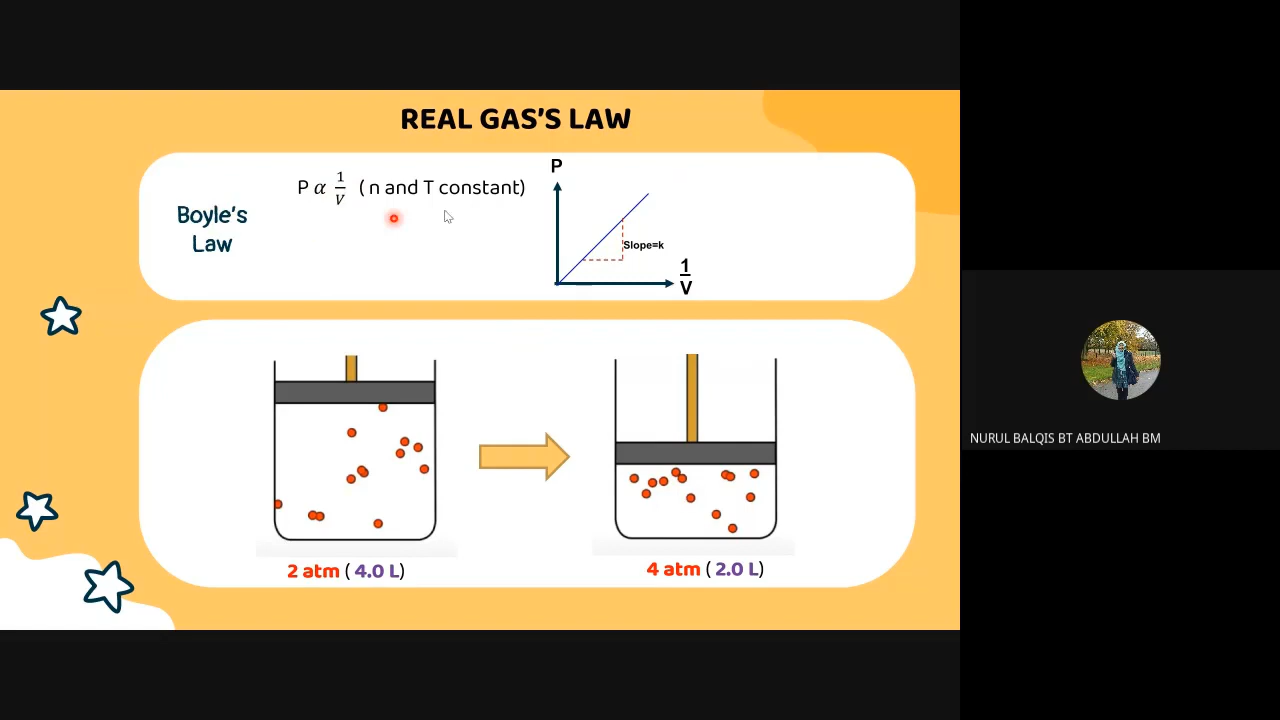 REAL GAS'S LAW
Boyle's
Law
P α 1/V ( n and T constant)
P
Slope=k
1
V
2 atm ( 4.0 L)
4 atm ( 2.0 L)
NURUL BALQIS BT ABDULLAH BM